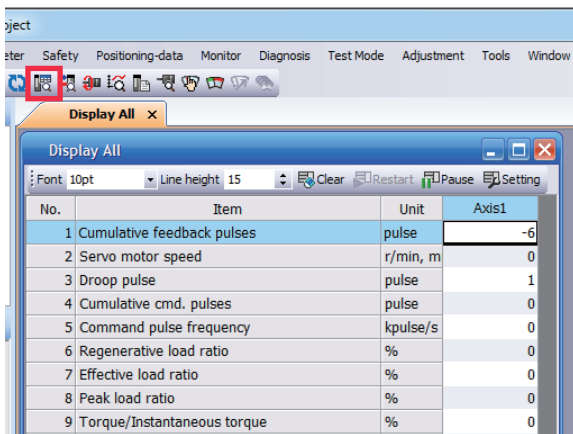 oject
eter Safety Positioning-data Monitor Diagnosis Test Mode Adjustment Tools Window
Display All ×
Display All
Font 10pt Line height 15 Clear Restart Pause Setting
No. Item Unit Axis1
1 Cumulative feedback pulses pulse -6
2 Servo motor speed r/min, m 0
3 Droop pulse pulse 1
4 Cumulative cmd. pulses pulse 0
5 Command pulse frequency kpulse/s 0
6 Regenerative load ratio % 0
7 Effective load ratio % 0
8 Peak load ratio % 0
9 Torque/Instantaneous torque % 0